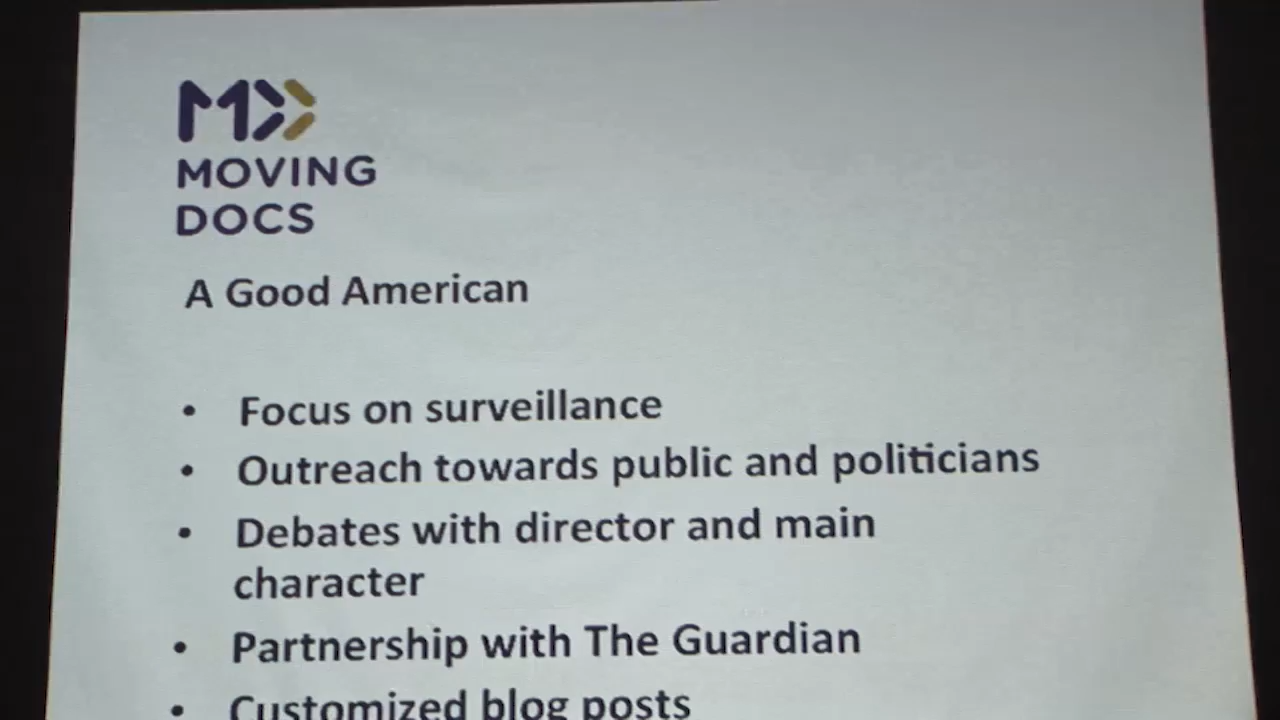 MOVING
DOCS
A Good American
• Focus on surveillance
• Outreach towards public and politicians
• Debates with director and main
character
• Partnership with The Guardian
• Customized blog posts